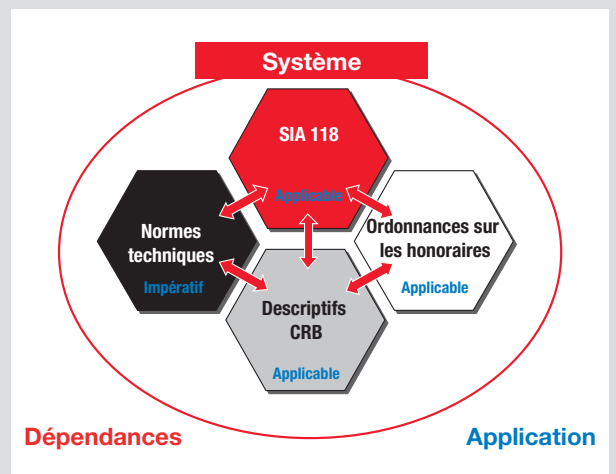 Système
SIA 118
Applicable
Normes
techniques
Impératif
Ordonnances sur
les honoraires
Applicable
Descriptifs
CRB
Applicable
Dépendances
Application